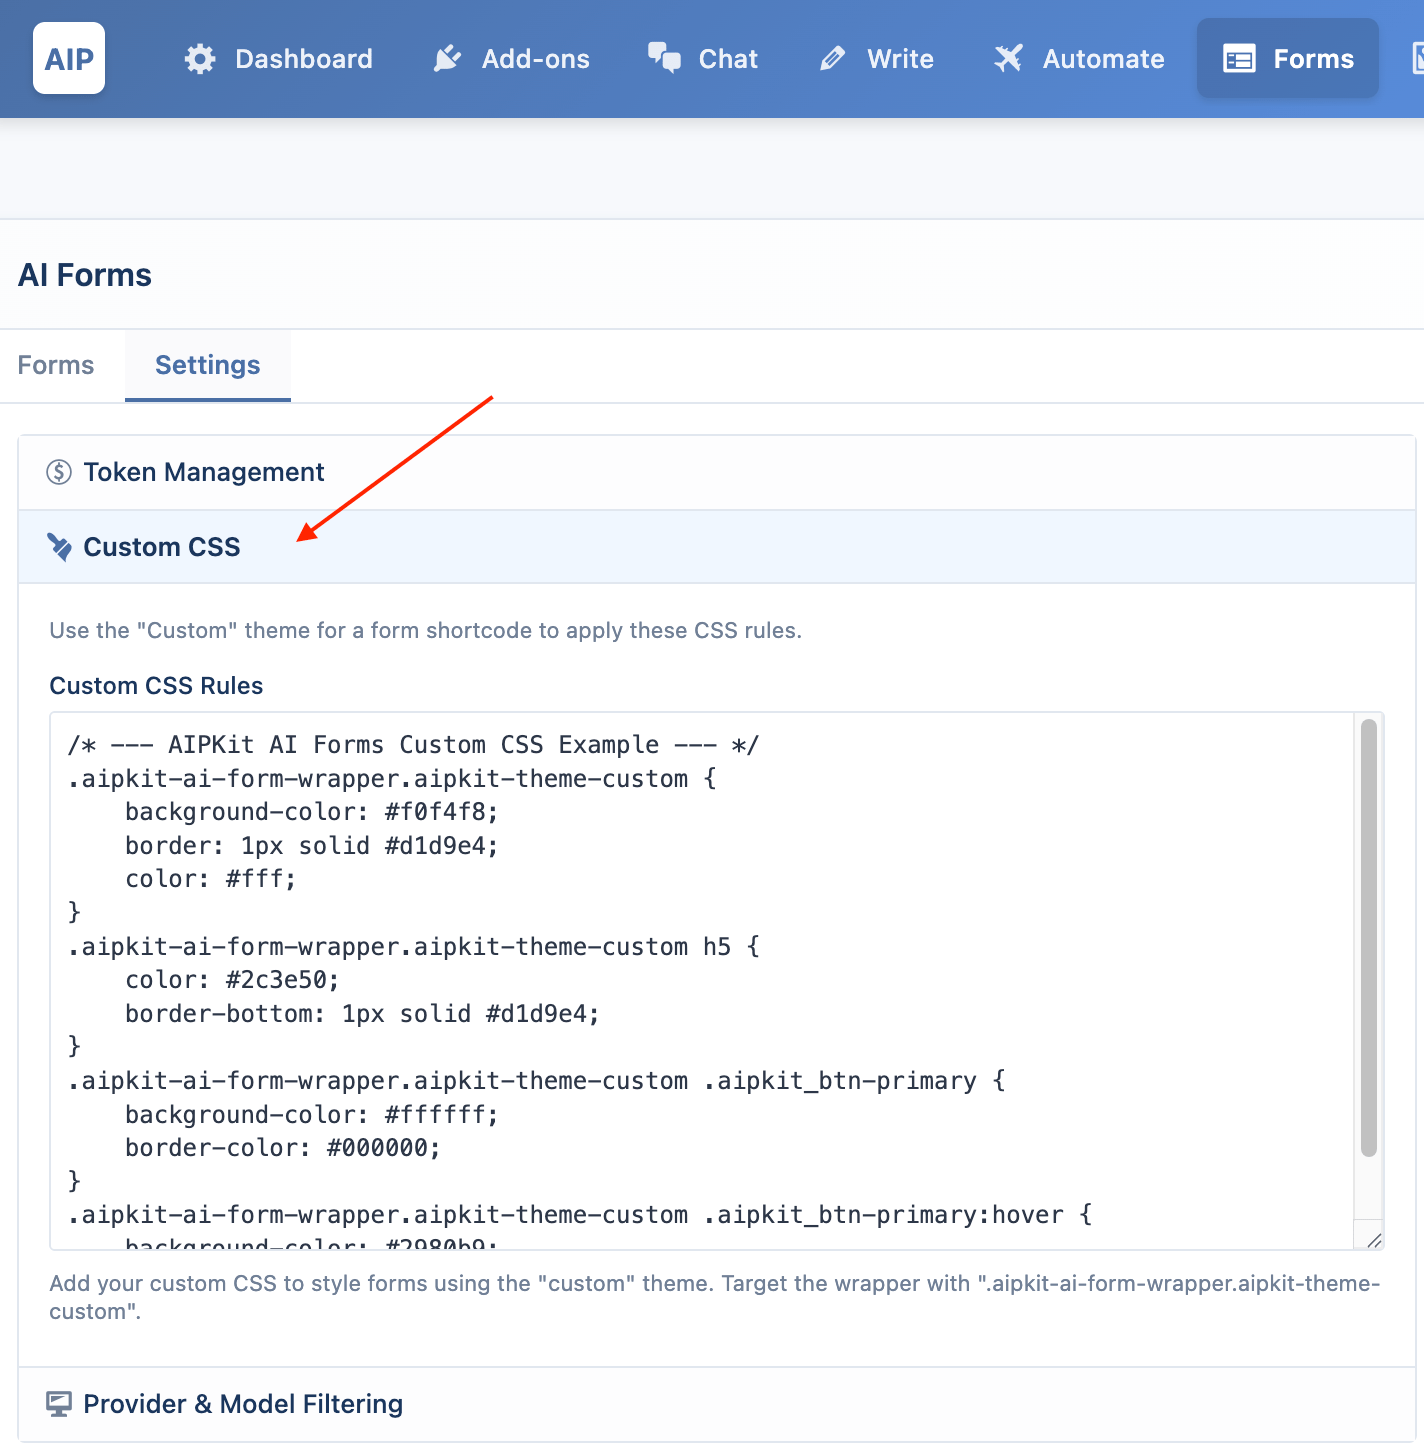 AIP
Dashboard
Add-ons
Chat
Write
Automate
Forms
AI Forms
Forms
Settings
Token Management
Custom CSS
Use the "Custom" theme for a form shortcode to apply these CSS rules.
Custom CSS Rules
/* --- AIPKit AI Forms Custom CSS Example --- */
.aipkit-ai-form-wrapper.aipkit-theme-custom {
    background-color: #f0f4f8;
    border: 1px solid #d1d9e4;
    color: #fff;
}
.aipkit-ai-form-wrapper.aipkit-theme-custom h5 {
    color: #2c3e50;
    border-bottom: 1px solid #d1d9e4;
}
.aipkit-ai-form-wrapper.aipkit-theme-custom .aipkit_btn-primary {
    background-color: #ffffff;
    border-color: #000000;
}
.aipkit-ai-form-wrapper.aipkit-theme-custom .aipkit_btn-primary:hover {
    background-color: #2980b9;
Add your custom CSS to style forms using the "custom" theme. Target the wrapper with ".aipkit-ai-form-wrapper.aipkit-theme-
custom".
Provider & Model Filtering